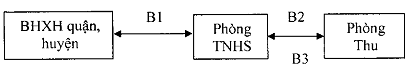 BHXH quận,
huyện
B1
Phòng
TNHS
B2
B3
Phòng
Thu